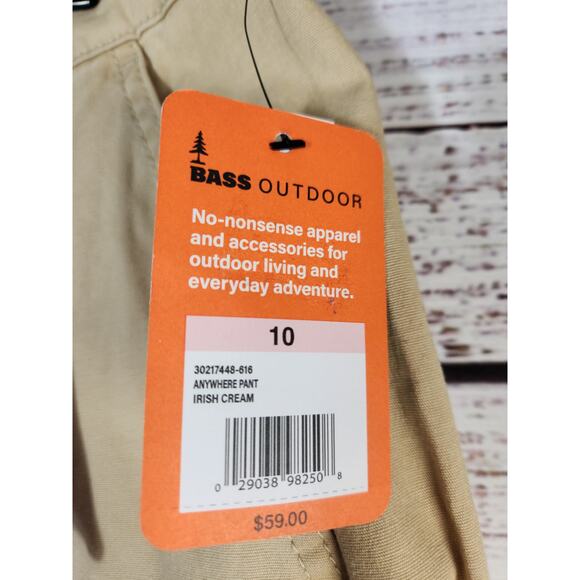 BASS OUTDOOR
No-nonsense apparel
and accessories for
outdoor living and
everyday adventure.
10
30217448-616
ANYWHERE PANT
IRISH CREAM
0 29038 98250 8
$59.00